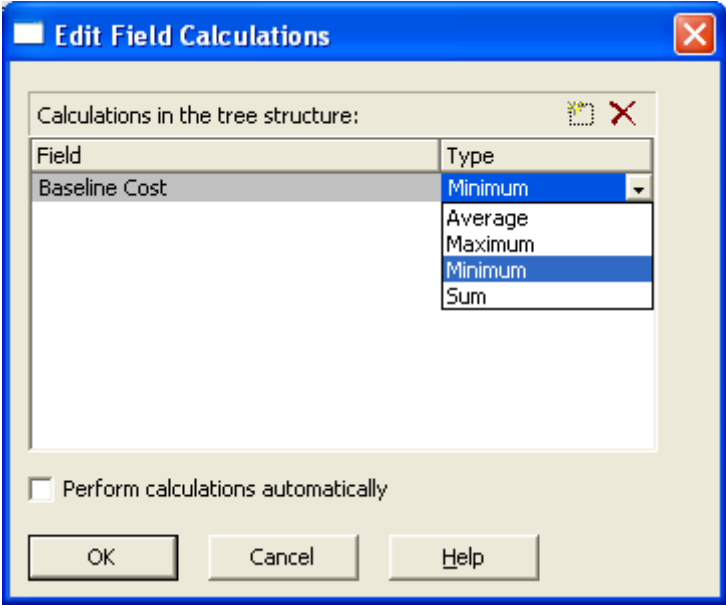 Edit Field Calculations
Calculations in the tree structure:
Field Type
Baseline Cost Minimum
Average
Maximum
Minimum
Sum
Perform calculations automatically
OK Cancel Help